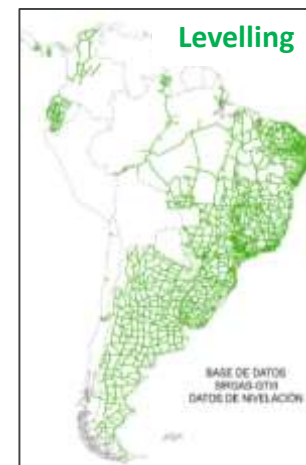 Levelling
BASE DE DATOS
SIRGAS-GTIII
DATOS DE NIVELACIÓN